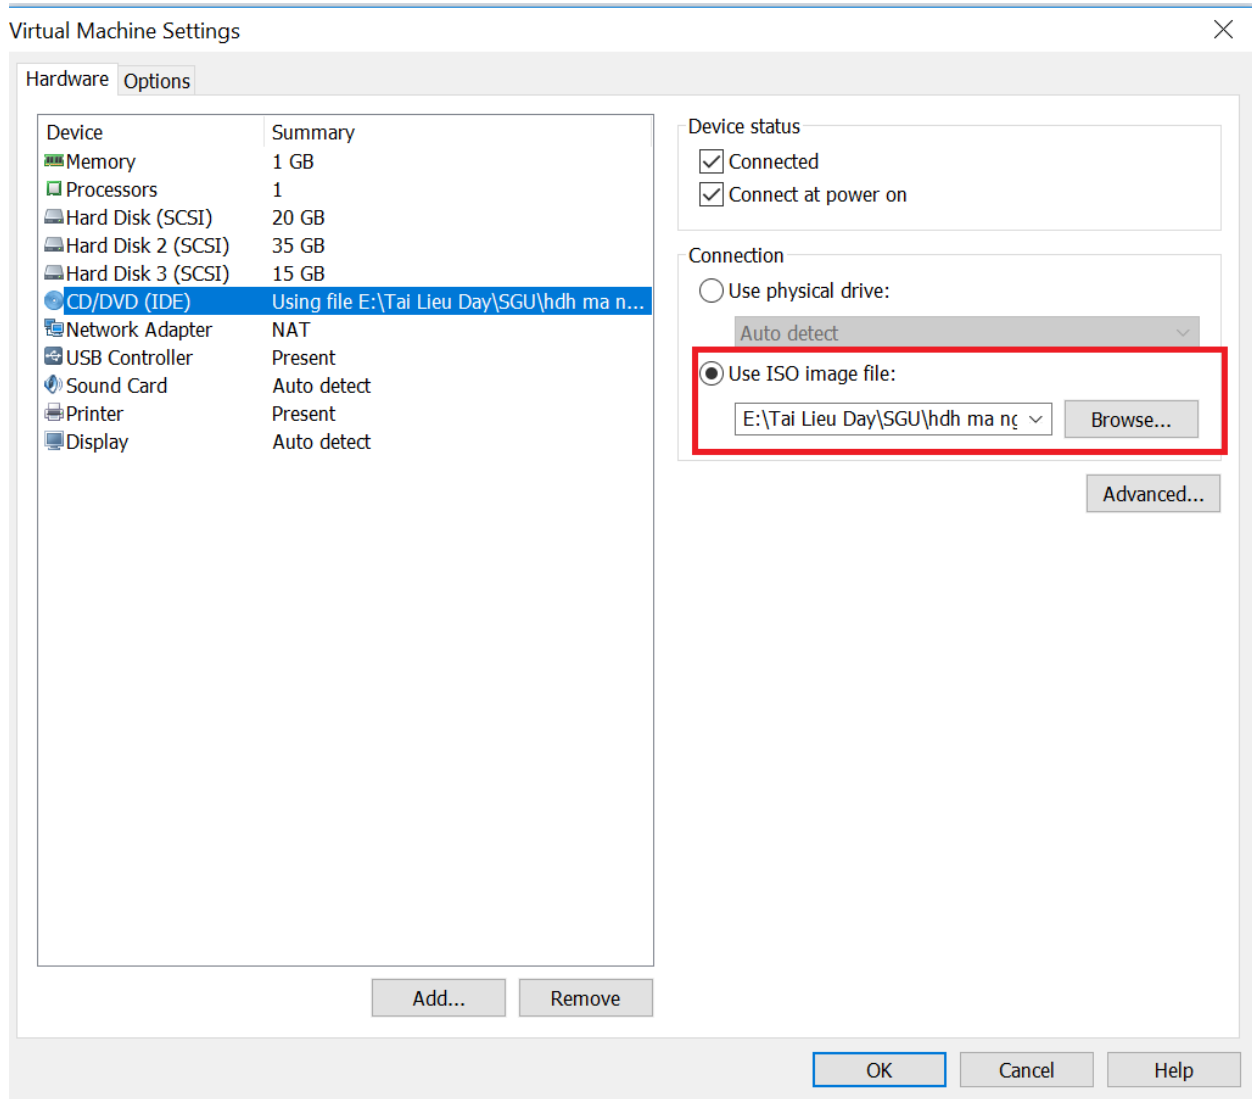 Virtual Machine Settings
Hardware Options
Device Summary
Memory 1 GB
Processors 1
Hard Disk (SCSI) 20 GB
Hard Disk 2 (SCSI) 35 GB
Hard Disk 3 (SCSI) 15 GB
CD/DVD (IDE) Using file E:\Tai Lieu Day\SGU\hdh ma n...
Network Adapter NAT
USB Controller Present
Sound Card Auto detect
Printer Present
Display Auto detect
Add... Remove
Device status
Connected
Connect at power on
Connection
Use physical drive:
Auto detect
Use ISO image file:
E:\Tai Lieu Day\SGU\hdh ma ng Browse...
Advanced...
OK Cancel Help